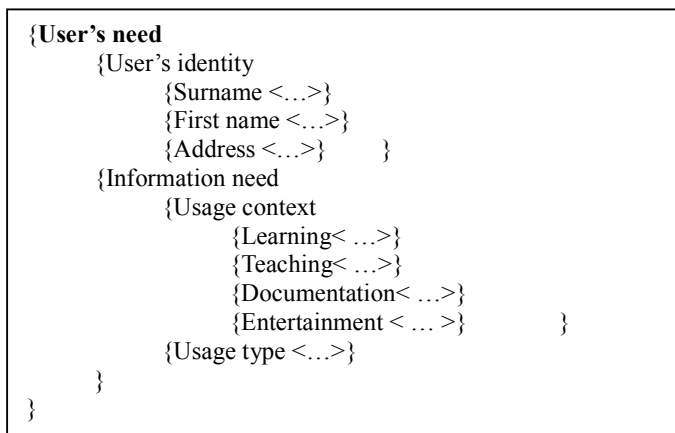 {User’s need
{User’s identity
{Surname <…>}
{First name <…>}
{Address <…>} }
{Information need
{Usage context
{Learning< …>}
{Teaching< …>}
{Documentation< …>}
{Entertainment < … >} }
{Usage type <…>}
}
}